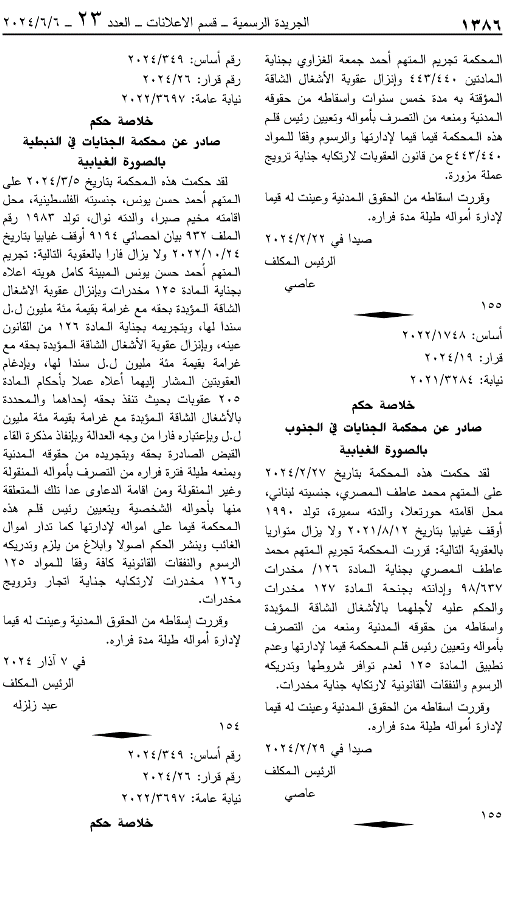 ١٣٨٦
الجريدة الرسمية – قسم الاعلانات – العدد ٢٣ – ٢٠٢٤/٦/٦
المحكمة تجريم المتهم أحمد جمعة الغزاوي بجناية
المادتين ٤٤٣/٤٤٠ وإنزال عقوبة الأشغال الشاقة
المؤقتة به مدة خمس سنوات واسقاطه من حقوقه
المدنية ومنعه من التصرف بأمواله وتعيين رئيس قلم
هذه المحكمة قيما قيما لإدارتها والرسوم وفقا للمواد
٤٤٣/٤٤٠ع من قانون العقوبات لارتكابه جناية ترويج
عملة مزورة.
وقررت اسقاطه من الحقوق المدنية وعينت له قيما
لإدارة أمواله طيلة مدة فراره.
صيدا في ٢٠٢٤/٢/٢٢
الرئيس المكلف
عاصي
١٥٥
أساس: ٢٠٢٢/١٧٤٨
قرار: ٢٠٢٤/١٩
نيابة: ٢٠٢١/٣٢٨٤
خلاصة حكم
صادر عن محكمة الجنايات في الجنوب
بالصورة الغيابية
لقد حكمت هذه المحكمة بتاريخ ٢٠٢٤/٢/٢٧
على المتهم محمد عاطف المصري، جنسيته لبناني،
محل اقامته حورتعلا، والدته سميرة، تولد ١٩٩٠
أوقف غيابيا بتاريخ ٢٠٢١/٨/١٢ ولا يزال متواريا
بالعقوبة التالية: قررت المحكمة تجريم المتهم محمد
عاطف المصري بجناية المادة ١٢٦/ مخدرات
٩٨/٦٣٧ وإدانته بجنحة المادة ١٢٧ مخدرات
والحكم عليه لأجلهما بالأشغال الشاقة المؤبدة
واسقاطه من حقوقه المدنية ومنعه من التصرف
بأمواله وتعيين رئيس قلم المحكمة قيما لإدارتها وعدم
تطبيق المادة ١٢٥ لعدم توافر شروطها وتدريكه
الرسوم والنفقات القانونية لارتكابه جناية مخدرات.
وقررت اسقاطه من الحقوق المدنية وعينت له قيما
لإدارة أمواله طيلة مدة فراره.
صيدا في ٢٠٢٤/٢/٢٩
الرئيس المكلف
عاصي
١٥٥
رقم أساس: ٢٠٢٤/٣٤٩
رقم قرار: ٢٠٢٤/٢٦
نيابة عامة: ٢٠٢٢/٣٦٩٧
خلاصة حكم
صادر عن محكمة الجنايات في النبطية
بالصورة الغيابية
لقد حكمت هذه المحكمة بتاريخ ٢٠٢٤/٣/٥ على
المتهم أحمد حسن يونس، جنسيته الفلسطينية، محل
اقامته مخيم صبراء، والدته نوال، تولد ١٩٨٣ رقم
الملف ٩٣٢ بيان احصائي ٩١٩٤ أوقف غيابيا بتاريخ
٢٠٢٢/١٠/٢٤ ولا يزال فارا بالعقوبة التالية: تجريم
المتهم أحمد حسن يونس المبينة كامل هويته اعلاه
بجناية المادة ١٢٥ مخدرات وبإنزال عقوبة الاشغال
الشاقة المؤبدة بحقه مع غرامة بقيمة مئة مليون ل.ل
سندا لها، وبتجريمه بجناية المادة ١٢٦ من القانون
عينه، وبإنزال عقوبة الأشغال الشاقة المؤبدة بحقه مع
غرامة بقيمة مئة مليون ل.ل سندا لها، وبإدغام
العقوبتين المشار إليهما أعلاه عملا بأحكام المادة
٢٠٥ عقوبات بحيث تنفذ بحقه إحداهما والمحددة
بالأشغال الشاقة المؤبدة مع غرامة بقيمة مئة مليون
ل.ل وبإعتباره فارا من وجه العدالة وبإنفاذ مذكرة القاء
القبض الصادرة بحقه وبتجريده من حقوقه المدنية
وبمنعه طيلة فترة فراره من التصرف بأمواله المنقولة
وغير المنقولة ومن اقامة الدعاوى عدا تلك المتعلقة
منها بأحواله الشخصية وبتعيين رئيس قلم هذه
المحكمة قيما على امواله لإدارتها كما تدار اموال
الغائب وبنشر الحكم اصولا وابلاغ من يلزم وتدريكه
الرسوم والنفقات القانونية كافة وفقا للمواد ١٢٥
و١٢٦ مخدرات لارتكابه جناية اتجار وترويج
مخدرات.
وقررت إسقاطه من الحقوق المدنية وعينت له قيما
لإدارة أمواله طيلة مدة فراره.
في ٧ آذار ٢٠٢٤
الرئيس المكلف
عبد زلزله
١٥٤
رقم أساس: ٢٠٢٤/٣٤٩
رقم قرار: ٢٠٢٤/٢٦
نيابة عامة: ٢٠٢٢/٣٦٩٧
خلاصة حكم